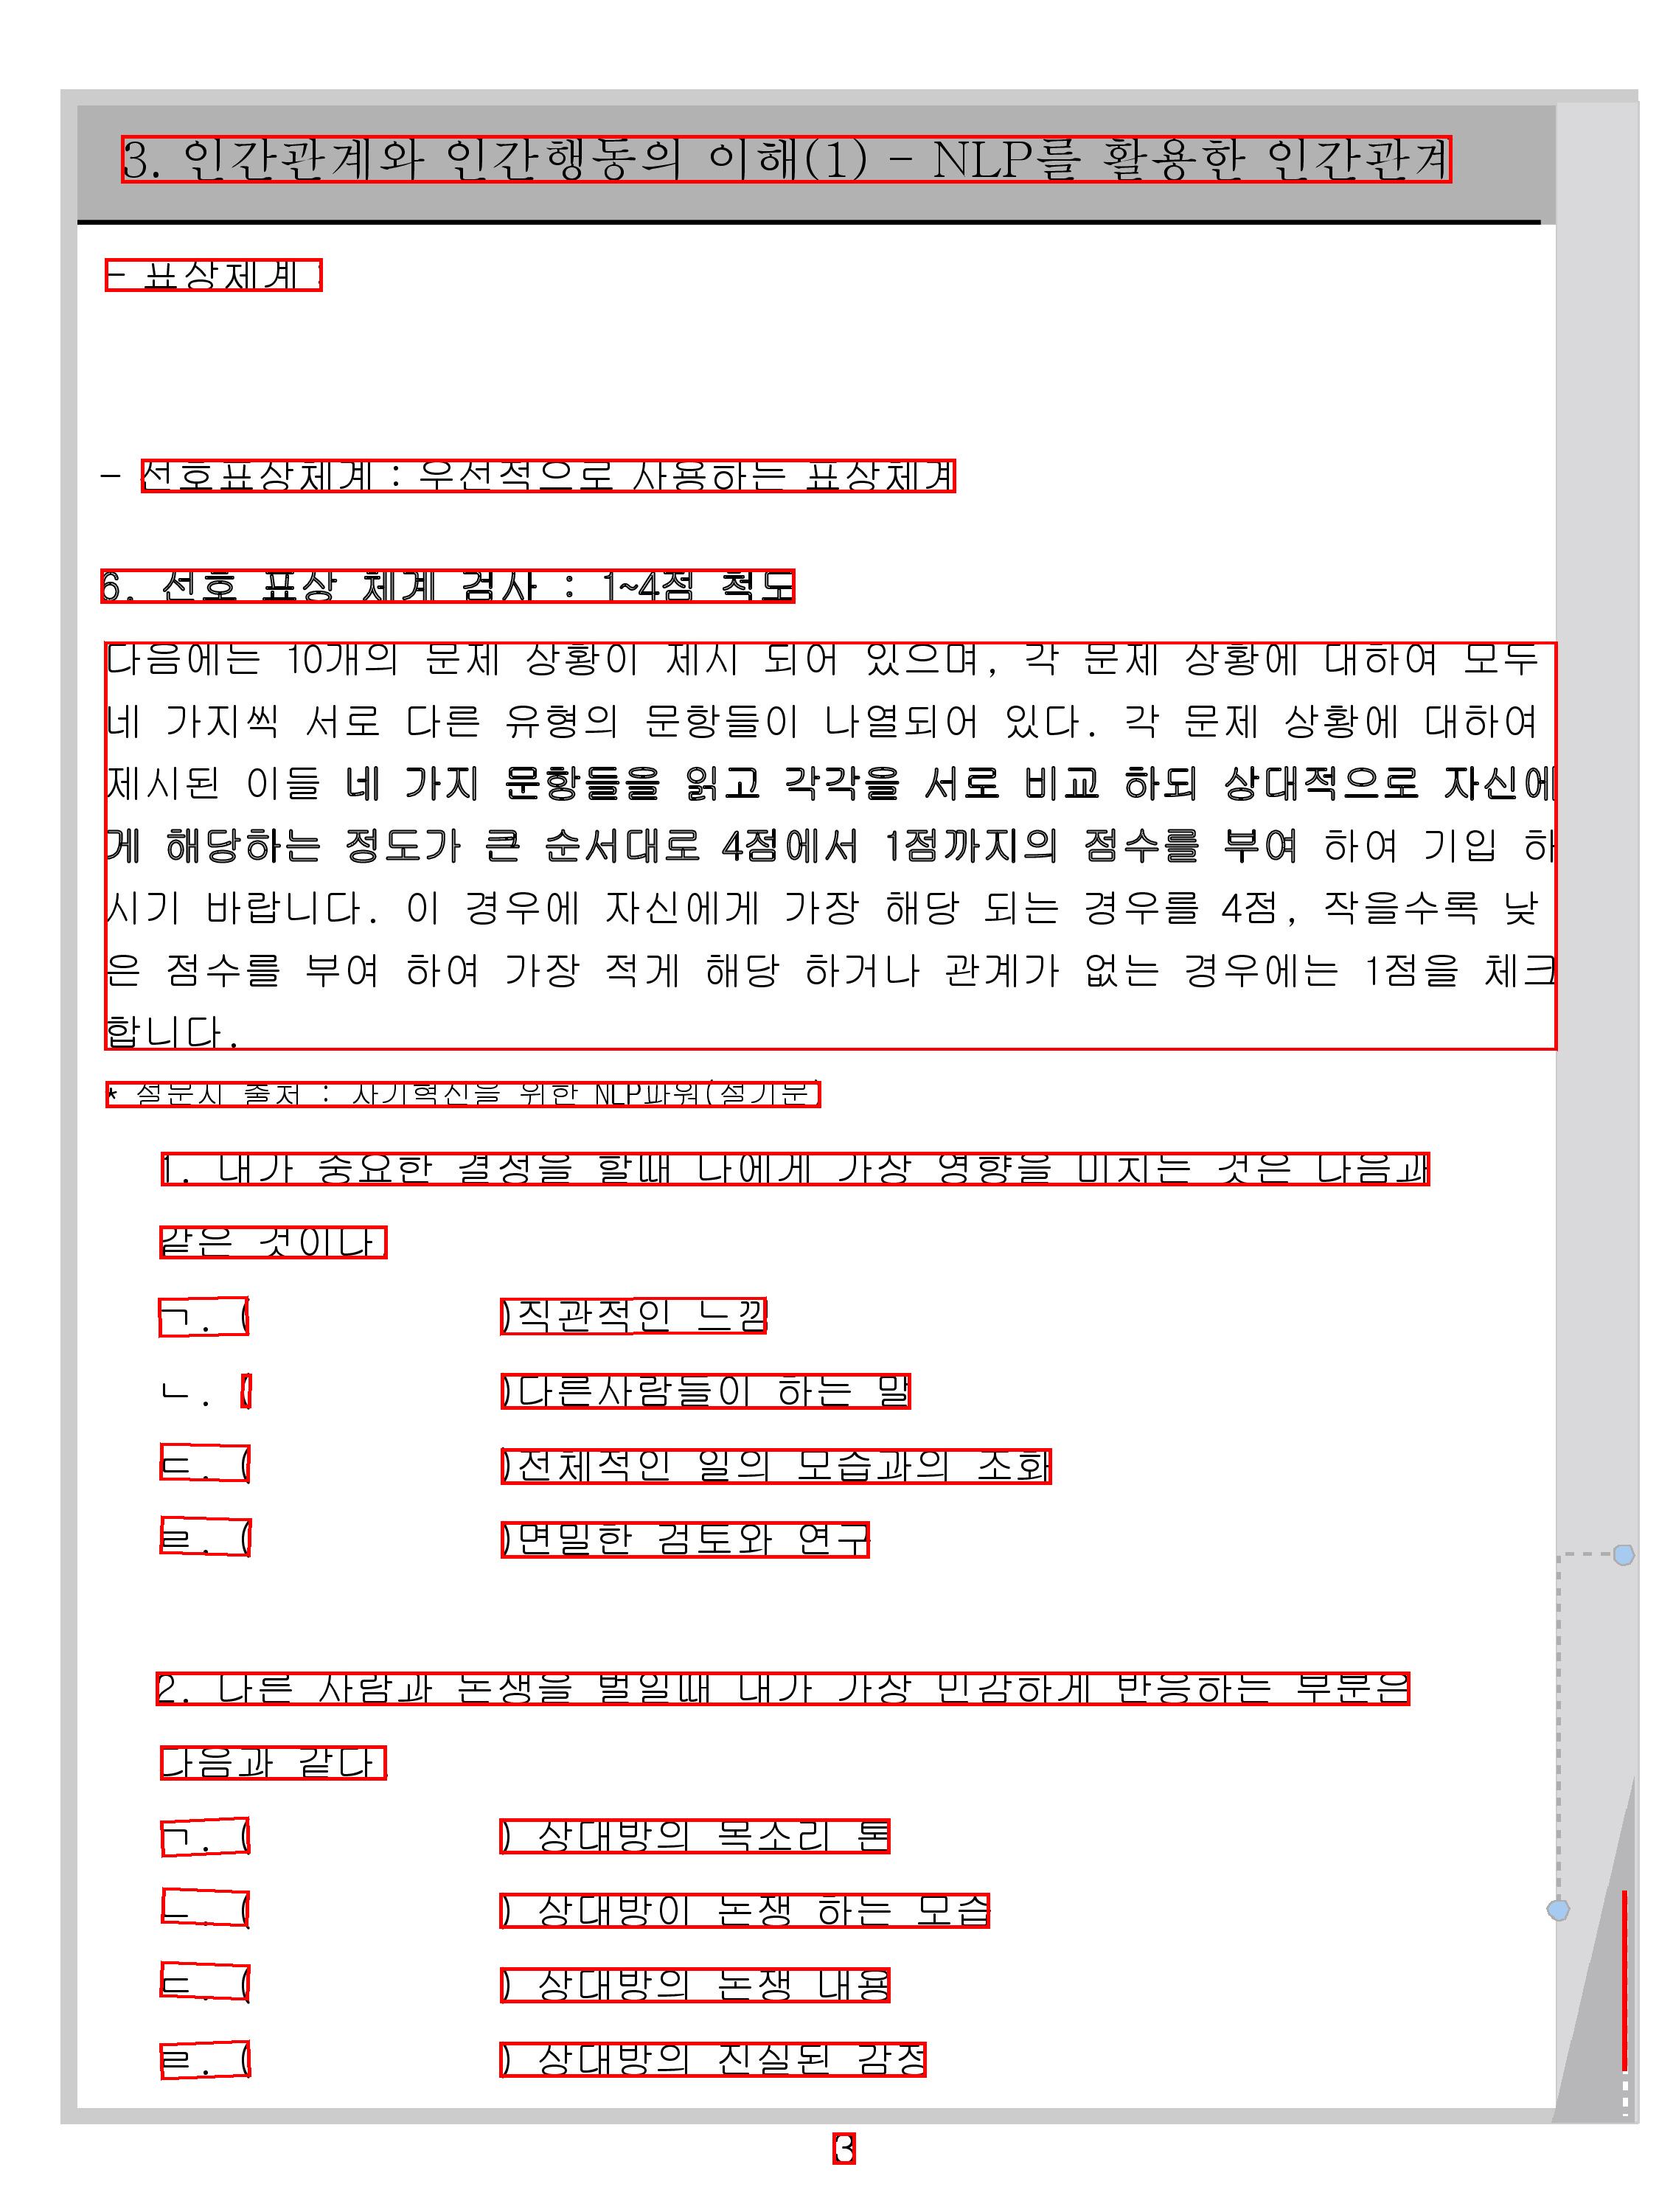 3. 인간관계와 인간행동의 이해(1) - NLP를 활용한 인간관계
- 표상체계 :
- 선호표상체계 : 우선적으로 사용하는 표상체계
6. 선호 표상 체계 검사 : 1~4점 척도
다음에는 10개의 문제 상황이 제시 되어 있으며, 각 문제 상황에 대하여 모두
네 가지씩 서로 다른 유형의 문항들이 나열되어 있다. 각 문제 상황에 대하여
제시된 이들 네 가지 문항들을 읽고 각각을 서로 비교 하되 상대적으로 자신에
게 해당하는 정도가 큰 순서대로 4점에서 1점까지의 점수를 부여 하여 기입 하
시기 바랍니다. 이 경우에 자신에게 가장 해당 되는 경우를 4점, 작을수록 낮
은 점수를 부여 하여 가장 적게 해당 하거나 관계가 없는 경우에는 1점을 체크
합니다.
* 설문지 출처 : 자기혁신을 위한 NLP파워(설기문)
1. 내가 중요한 결정을 할때 나에게 가장 영향을 미치는 것은 다음과
같은 것이다.
ㄱ. ( )직관적인 느낌
ㄴ. ( )다른사람들이 하는 말
ㄷ. ( )전체적인 일의 모습과의 조화
ㄹ. ( )면밀한 검토와 연구
2. 다른 사람과 논쟁을 벌일때 내가 가장 민감하게 반응하는 부분은
다음과 같다.
ㄱ. ( ) 상대방의 목소리 톤
ㄴ. ( ) 상대방이 논쟁 하는 모습
ㄷ. ( ) 상대방의 논쟁 내용
ㄹ. ( ) 상대방의 진실된 감정
3